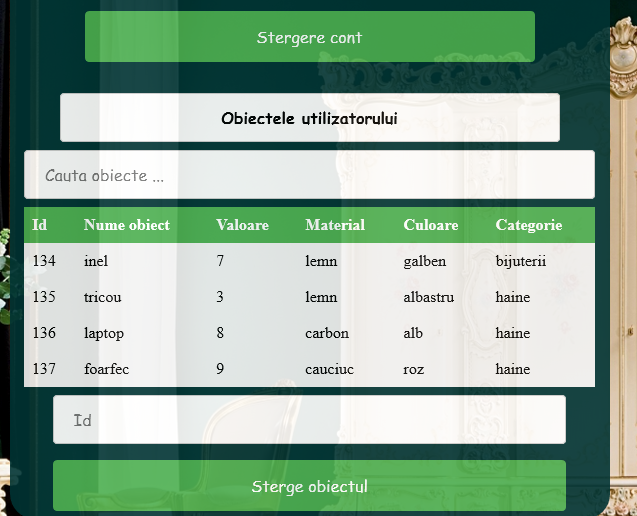 Stergere cont
Obiectele utilizatorului
Cauta obiecte ...
Id Nume obiect Valoare Material Culoare Categorie
134 inel 7 lemn galben bijuterii
135 tricou 3 lemn albastru haine
136 laptop 8 carbon alb haine
137 foarfec 9 cauciuc roz haine
Id
Sterge obiectul